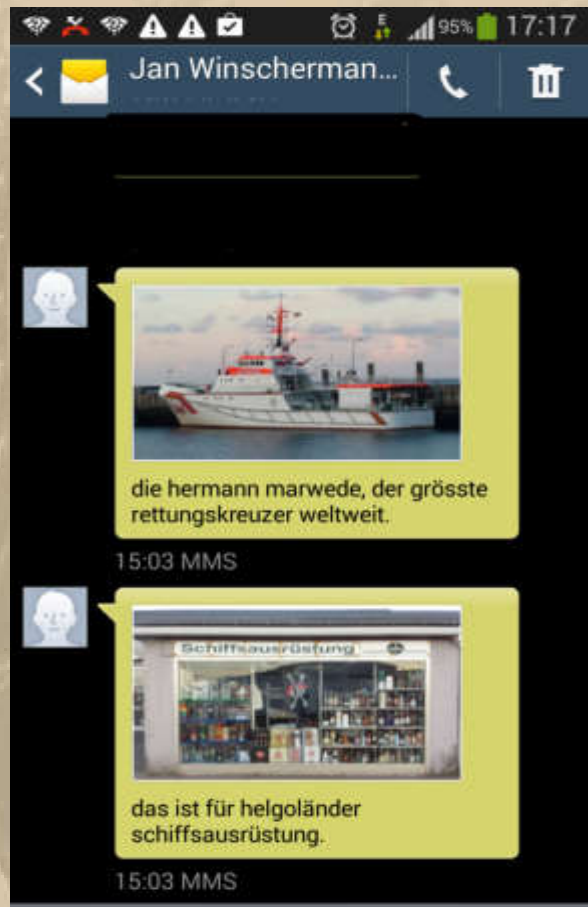 95% 17:17
Jan Winscherman...
die hermann marwede, der grösste
rettungskreuzer weltweit.
15:03 MMS
Schiffsausrüstung
das ist für helgoländer
schiffsausrüstung.
15:03 MMS